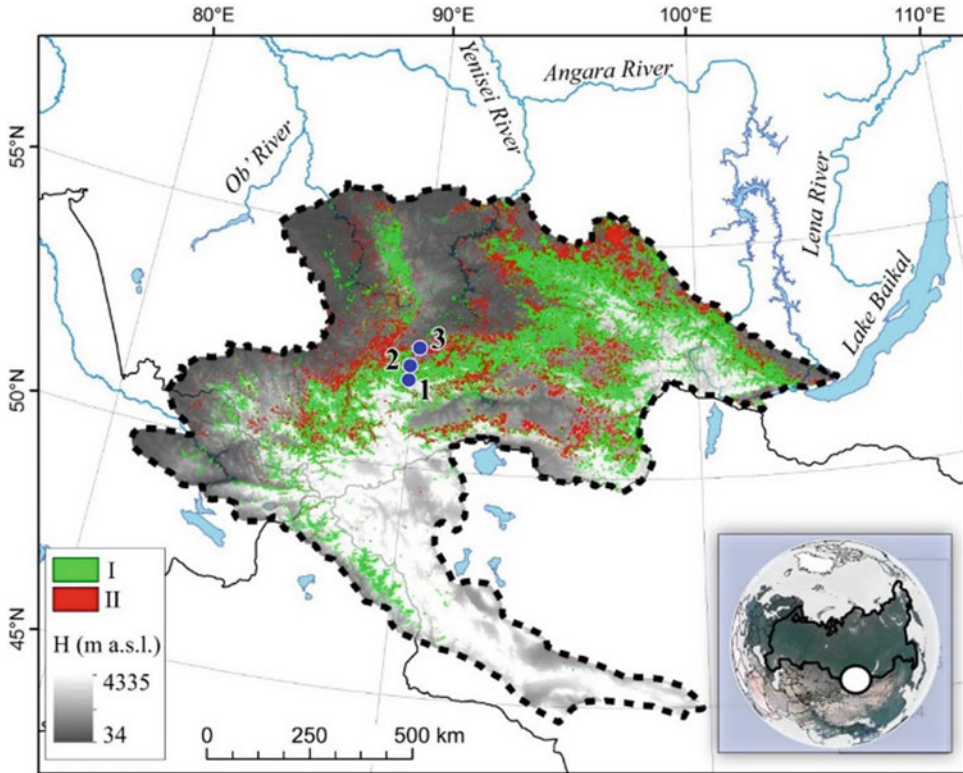 80°E
90°E
100°E
110°E
55°N
50°N
45°N
Ob' River
Yenisei River
Angara River
Lena River
Lake Baikal
3
2
1
I
II
H (m a.s.l.)
4335
34
0 250 500 km